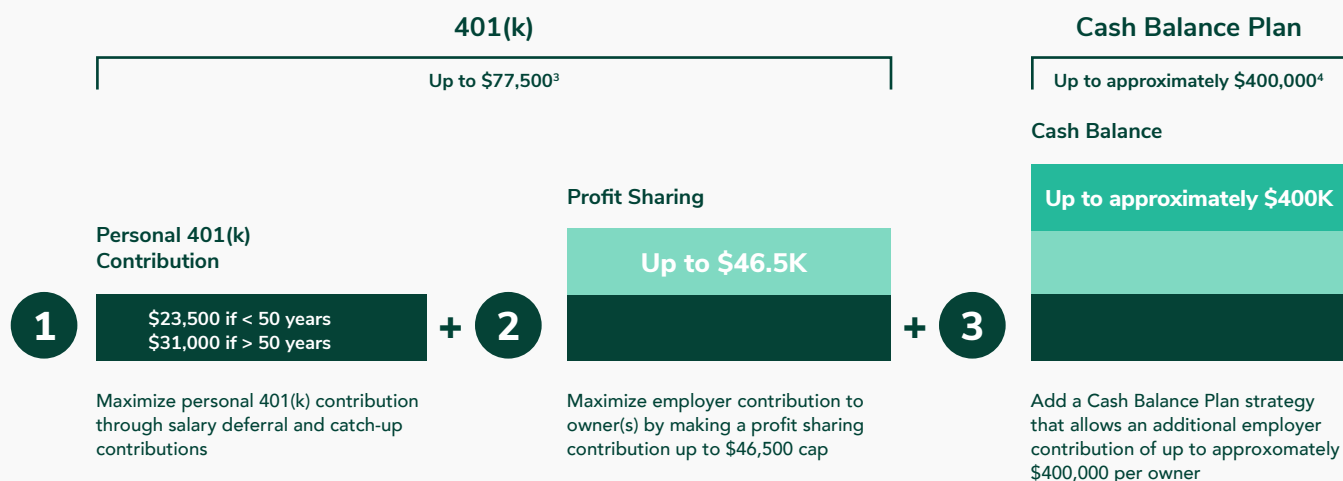 401(k)
Up to $77,500³
Personal 401(k)
Contribution
1
$23,500 if < 50 years
$31,000 if > 50 years
Maximize personal 401(k) contribution
through salary deferral and catch-up
contributions
+
2
Profit Sharing
Up to $46.5K
Maximize employer contribution to
owner(s) by making a profit sharing
contribution up to $46,500 cap
+
3
Cash Balance Plan
Up to approximately $400,000⁴
Cash Balance
Up to approximately $400K
Add a Cash Balance Plan strategy
that allows an additional employer
contribution of up to approxomately
$400,000 per owner